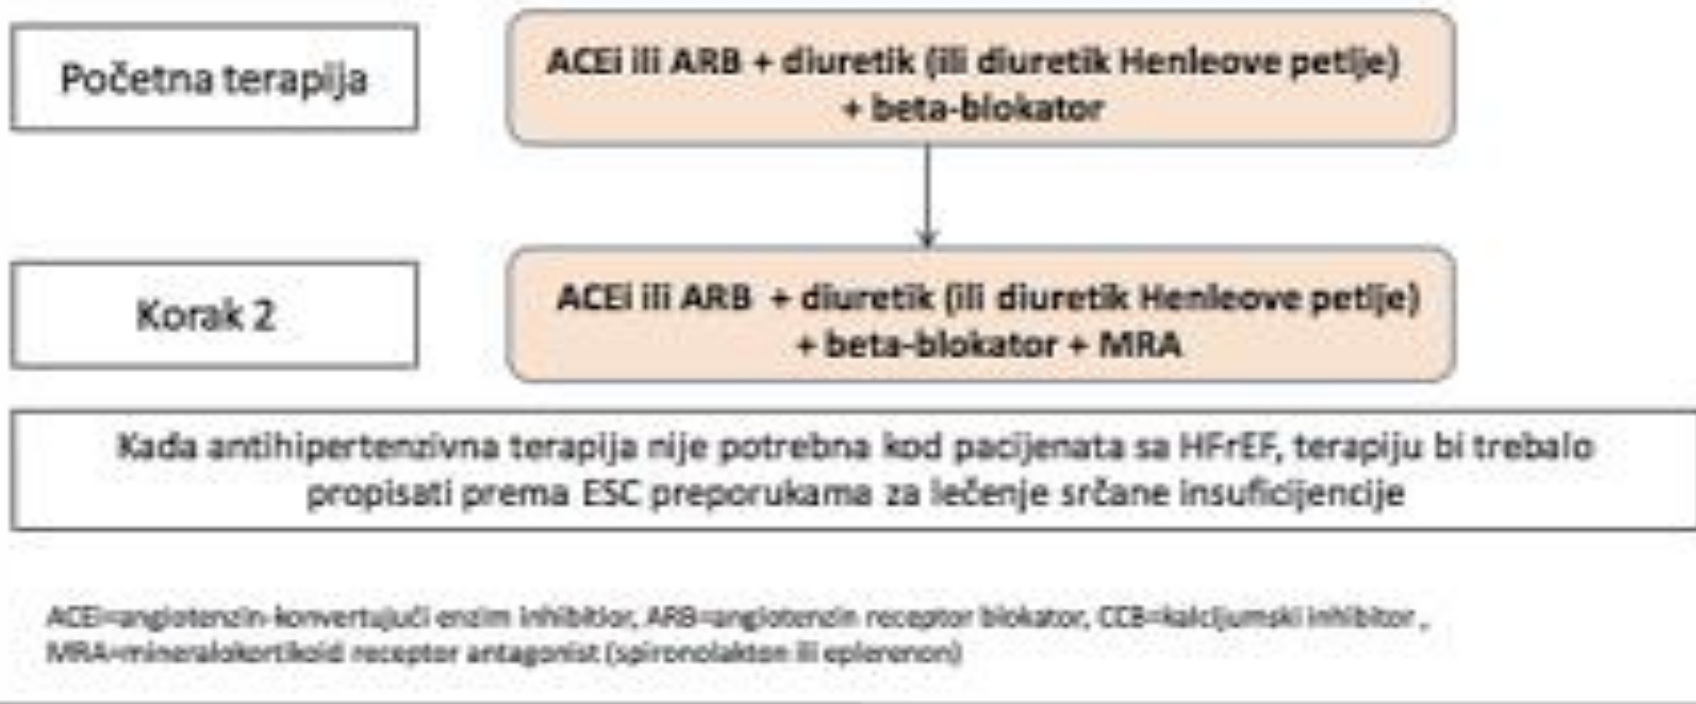 Početna terapija
ACEi ili ARB + diuretik (ili diuretik Henleove petlje)
+ beta-blokator
Korak 2
ACEi ili ARB + diuretik (ili diuretik Henleove petlje)
+ beta-blokator + MRA
Kada antihipertenzivna terapija nije potrebna kod pacijenata sa HFrEF, terapiju bi trebalo
propisati prema ESC preporukama za lečenje srčane insuficijencije
ACEi=angiotenzin-konvertujući enzim inhibitior, ARB=angiotenzin receptor blokator, CCB=kalcijumski inhibitor ,
MRA=mineralokortikoid receptor antagonist (spironolakton ili eplerenon)